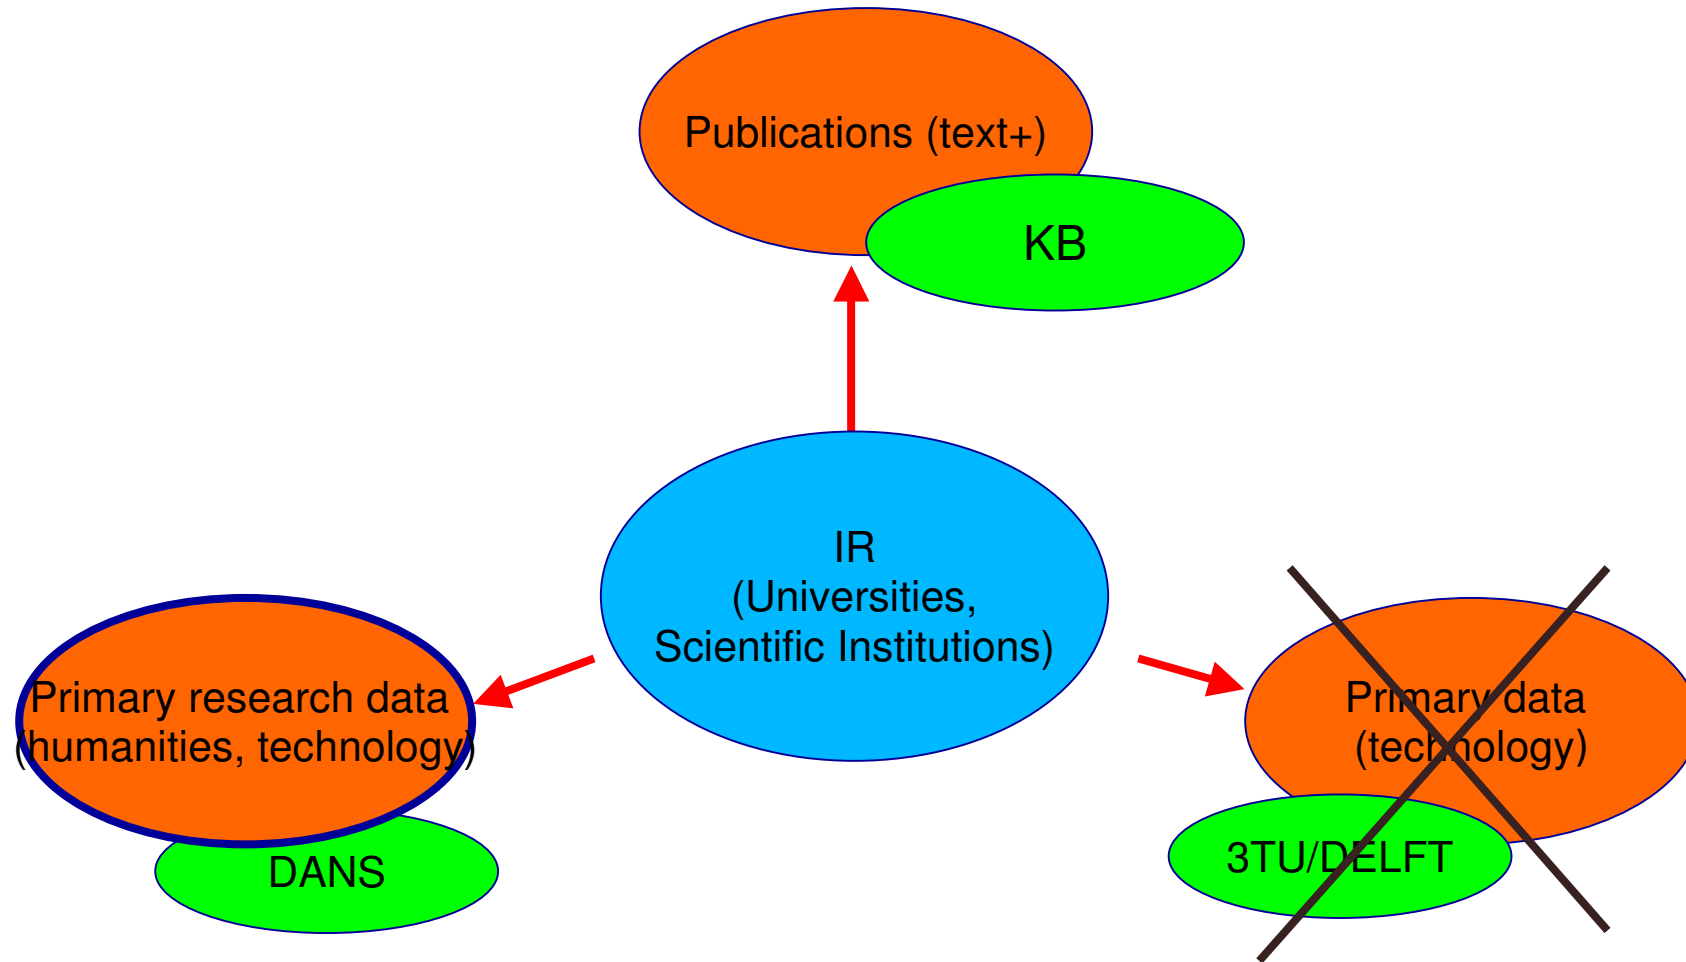 Publications (text+)
KB
IR
(Universities,
Scientific Institutions)
Primary research data
(humanities, technology)
DANS
Primary data
(technology)
3TU/DELFT